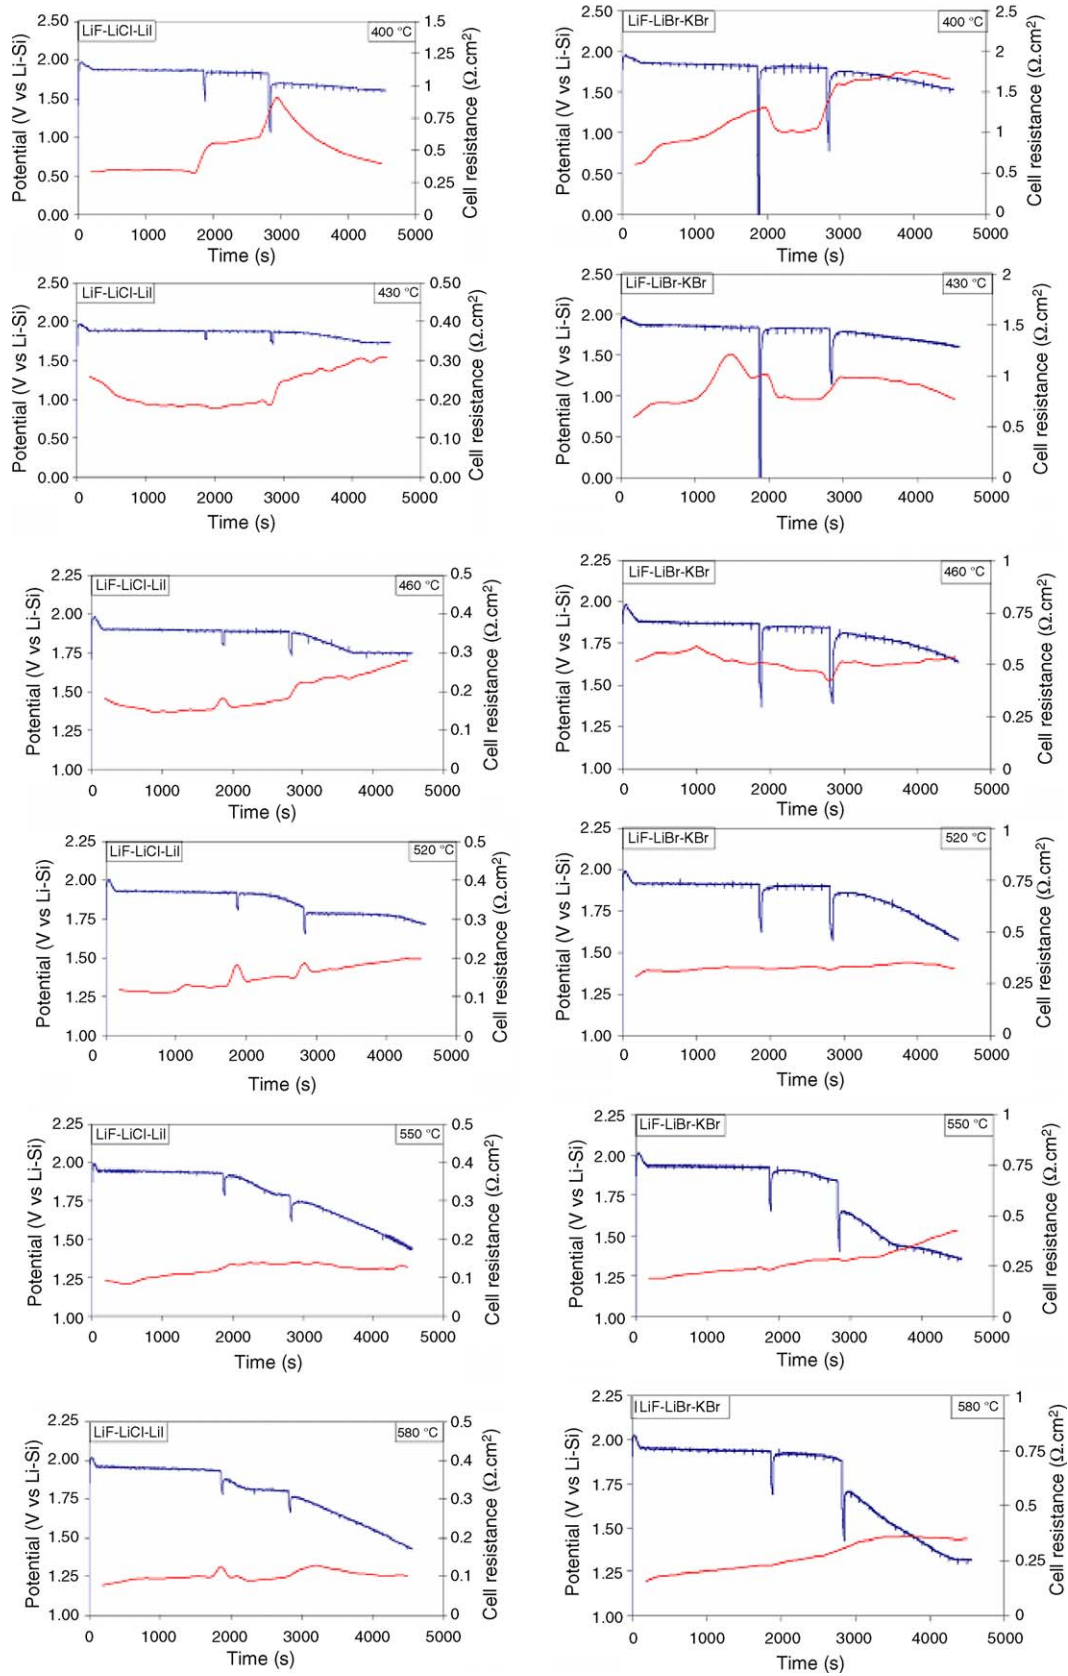 LiF-LiCl-LiI 400 °C
Potential (V vs Li-Si)
2.50
2.00
1.50
1.00
0.50
0.00
1.5
1.25
1
0.75
0.5
0.25
0
Cell resistance (Ω.cm²)
0 1000 2000 3000 4000 5000
Time (s)
LiF-LiBr-KBr 400 °C
Potential (V vs Li-Si)
2.50
2.00
1.50
1.00
0.50
0.00
2.5
2
1.5
1
0.5
0
Cell resistance (Ω.cm²)
0 1000 2000 3000 4000 5000
Time (s)
LiF-LiCl-LiI 430 °C
Potential (V vs Li-Si)
2.50
2.00
1.50
1.00
0.50
0.00
0.50
0.40
0.30
0.20
0.10
0.00
Cell resistance (Ω.cm²)
0 1000 2000 3000 4000 5000
Time (s)
LiF-LiBr-KBr 430 °C
Potential (V vs Li-Si)
2.50
2.00
1.50
1.00
0.50
0.00
2
1.5
1
0.5
0
Cell resistance (Ω.cm²)
0 1000 2000 3000 4000 5000
Time (s)
LiF-LiCl-LiI 460 °C
Potential (V vs Li-Si)
2.25
2.00
1.75
1.50
1.25
1.00
0.5
0.4
0.3
0.2
0.1
0
Cell resistance (Ω.cm²)
0 1000 2000 3000 4000 5000
Time (s)
LiF-LiBr-KBr 460 °C
Potential (V vs Li-Si)
2.25
2.00
1.75
1.50
1.25
1.00
1
0.75
0.5
0.25
0
Cell resistance (Ω.cm²)
0 1000 2000 3000 4000 5000
Time (s)
LiF-LiCl-LiI 520 °C
Potential (V vs Li-Si)
2.25
2.00
1.75
1.50
1.25
1.00
0.5
0.4
0.3
0.2
0.1
0
Cell resistance (Ω.cm²)
0 1000 2000 3000 4000 5000
Time (s)
LiF-LiBr-KBr 520 °C
Potential (V vs Li-Si)
2.25
2.00
1.75
1.50
1.25
1.00
1
0.75
0.5
0.25
0
Cell resistance (Ω.cm²)
0 1000 2000 3000 4000 5000
Time (s)
LiF-LiCl-LiI 550 °C
Potential (V vs Li-Si)
2.25
2.00
1.75
1.50
1.25
1.00
0.5
0.4
0.3
0.2
0.1
0
Cell resistance (Ω.cm²)
0 1000 2000 3000 4000 5000
Time (s)
LiF-LiBr-KBr 550 °C
Potential (V vs Li-Si)
2.25
2.00
1.75
1.50
1.25
1.00
1
0.75
0.5
0.25
0
Cell resistance (Ω.cm²)
0 1000 2000 3000 4000 5000
Time (s)
LiF-LiCl-LiI 580 °C
Potential (V vs Li-Si)
2.25
2.00
1.75
1.50
1.25
1.00
0.5
0.4
0.3
0.2
0.1
0
Cell resistance (Ω.cm²)
0 1000 2000 3000 4000 5000
Time (s)
LiF-LiBr-KBr 580 °C
Potential (V vs Li-Si)
2.25
2.00
1.75
1.50
1.25
1.00
1
0.75
0.5
0.25
0
Cell resistance (Ω.cm²)
0 1000 2000 3000 4000 5000
Time (s)